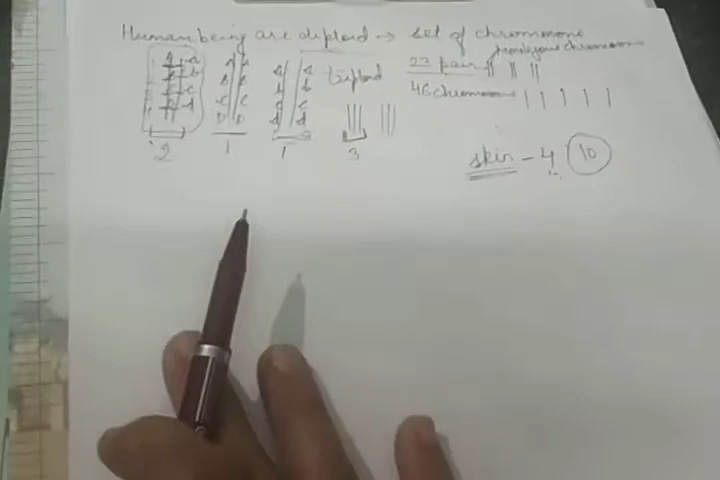 Human being are diploid → set of chromosome
homologous chromosome
23 pair
A a A A A a
B b B B B b
C c C C C c
D d D D D d
Triploid
46 chromosome
2 1 1 3
skin - 4 10